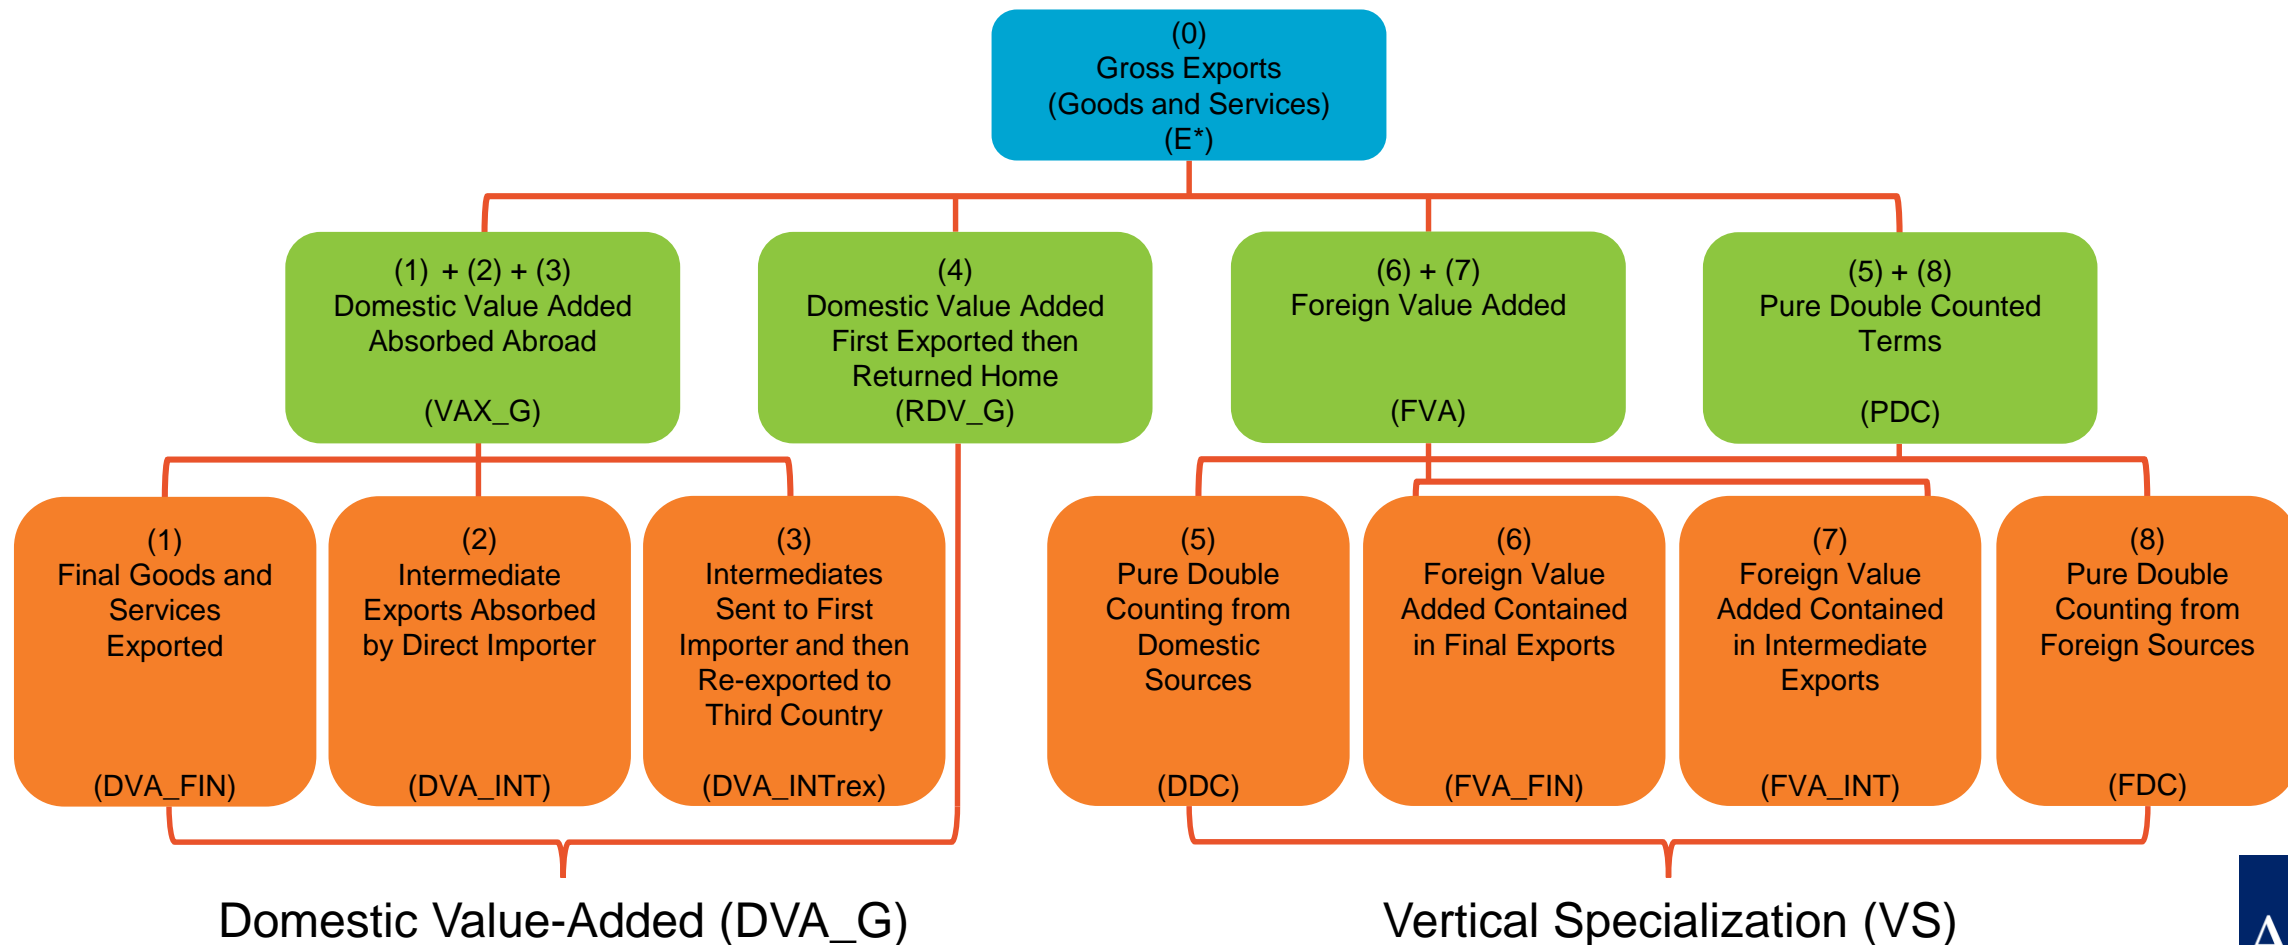 (0)
Gross Exports
(Goods and Services)
(E*)
(1) + (2) + (3)
Domestic Value Added
Absorbed Abroad
(VAX_G)
(4)
Domestic Value Added
First Exported then
Returned Home
(RDV_G)
(6) + (7)
Foreign Value Added
(FVA)
(5) + (8)
Pure Double Counted
Terms
(PDC)
(1)
Final Goods and
Services
Exported
(DVA_FIN)
(2)
Intermediate
Exports Absorbed
by Direct Importer
(DVA_INT)
(3)
Intermediates
Sent to First
Importer and then
Re-exported to
Third Country
(DVA_INTrex)
(5)
Pure Double
Counting from
Domestic
Sources
(DDC)
(6)
Foreign Value
Added Contained
in Final Exports
(FVA_FIN)
(7)
Foreign Value
Added Contained
in Intermediate
Exports
(FVA_INT)
(8)
Pure Double
Counting from
Foreign Sources
(FDC)
Domestic Value-Added (DVA_G)
Vertical Specialization (VS)